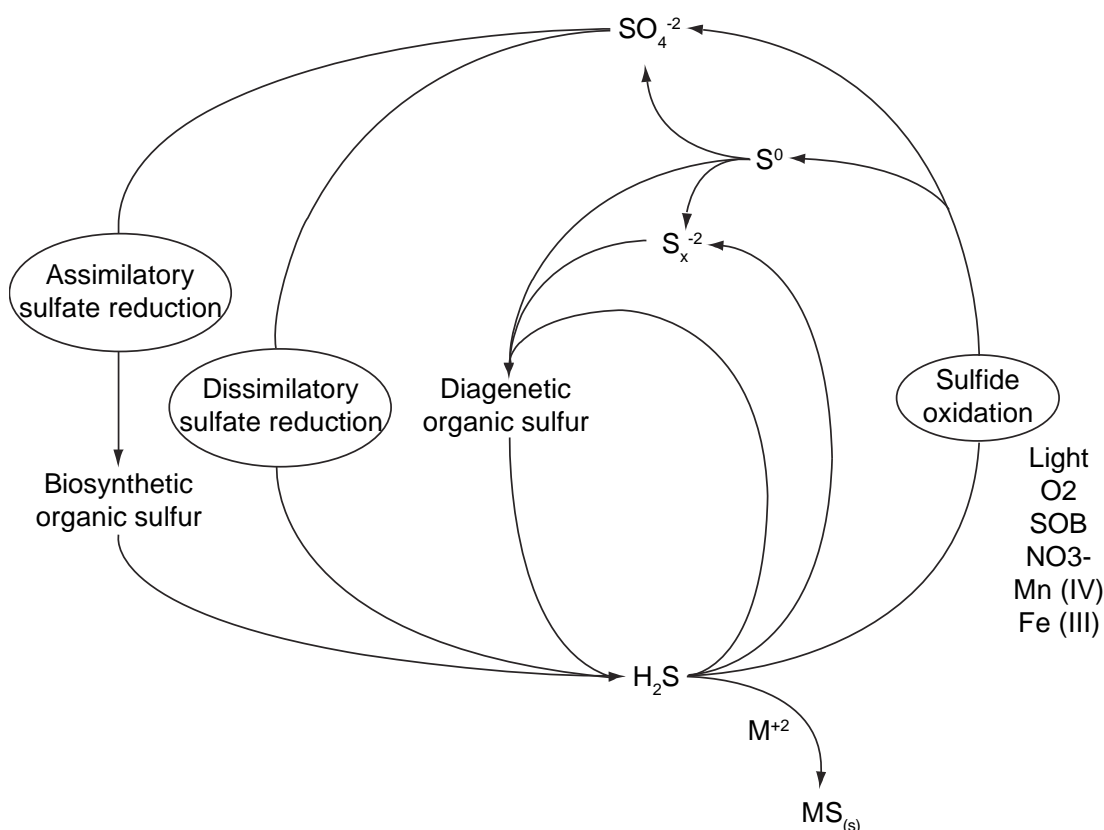 SO₄⁻²
S⁰
Sₓ⁻²
Assimilatory
sulfate reduction
Dissimilatory
sulfate reduction
Diagenetic
organic sulfur
Sulfide
oxidation
Light
O2
SOB
NO3-
Mn (IV)
Fe (III)
Biosynthetic
organic sulfur
H₂S
M⁺²
MS₍ₛ₎